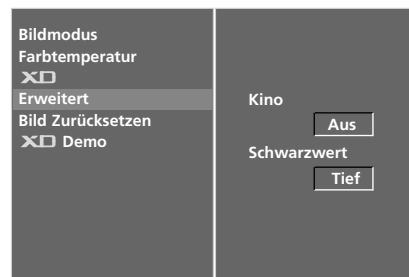 Bildmodus
Farbtemperatur
XD
Erweitert
Bild Zurücksetzen
XD Demo
Kino
Aus
Schwarzwert
Tief